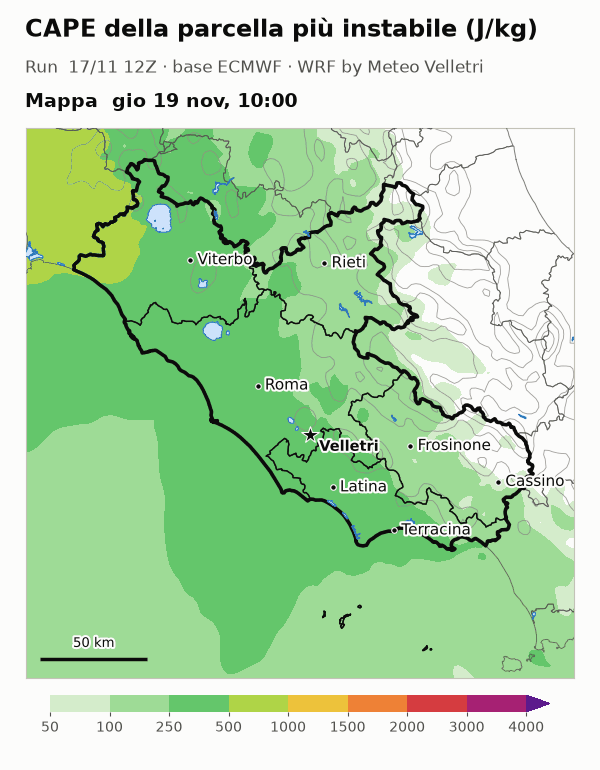 CAPE della parcella più instabile (J/kg)
Run  17/11 12Z · base ECMWF · WRF by Meteo Velletri
Mappa  gio 19 nov, 10:00
Viterbo
Rieti
Roma
Velletri
Frosinone
Latina
Cassino
Terracina
50 km
50 100 250 500 1000 1500 2000 3000 4000